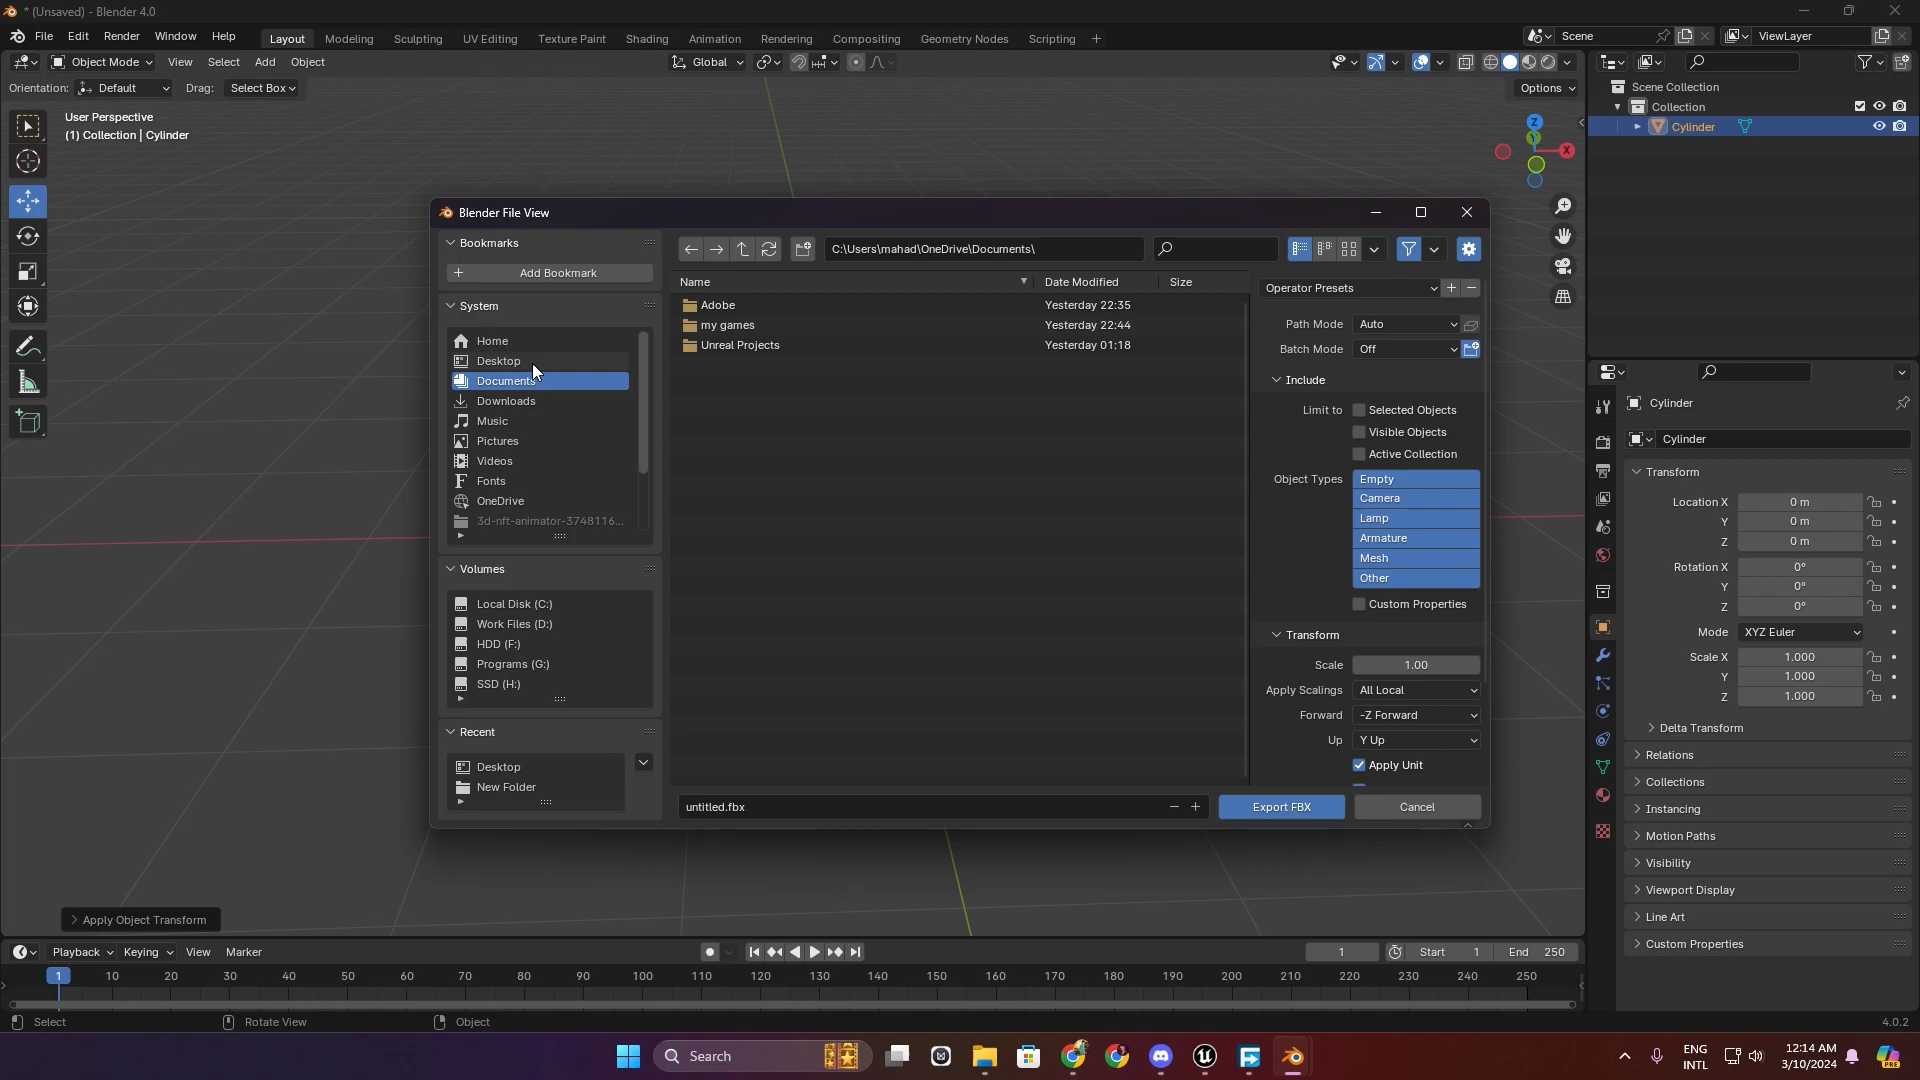 * (Unsaved) - Blender 4.0
File Edit Render Window Help
Layout Modeling Sculpting UV Editing Texture Paint Shading Animation Rendering Compositing Geometry Nodes Scripting +
Scene
ViewLayer
Object Mode View Select Add Object
Global
Orientation: Default Drag: Select Box
Options
User Perspective
(1) Collection | Cylinder
Z
Y
X
Scene Collection
Collection
Cylinder
Blender File View
Bookmarks
Add Bookmark
System
Home
Desktop
Documents
Downloads
Music
Pictures
Videos
Fonts
OneDrive
3d-nft-animator-3748116...
Volumes
Local Disk (C:)
Work Files (D:)
HDD (F:)
Programs (G:)
SSD (H:)
Recent
Desktop
New Folder
C:\Users\mahad\OneDrive\Documents\
Name Date Modified Size
Adobe Yesterday 22:35
my games Yesterday 22:44
Unreal Projects Yesterday 01:18
Operator Presets
Path Mode Auto
Batch Mode Off
Include
Limit to Selected Objects
Visible Objects
Active Collection
Object Types Empty
Camera
Lamp
Armature
Mesh
Other
Custom Properties
Transform
Scale 1.00
Apply Scalings All Local
Forward -Z Forward
Up Y Up
Apply Unit
untitled.fbx
Export FBX
Cancel
Cylinder
Cylinder
Transform
Location X 0 m
Y 0 m
Z 0 m
Rotation X 0°
Y 0°
Z 0°
Mode XYZ Euler
Scale X 1.000
Y 1.000
Z 1.000
Delta Transform
Relations
Collections
Instancing
Motion Paths
Visibility
Viewport Display
Line Art
Custom Properties
Apply Object Transform
Playback Keying View Marker
1 Start 1 End 250
1 10 20 30 40 50 60 70 80 90 100 110 120 130 140 150 160 170 180 190 200 210 220 230 240 250
Select Rotate View Object
4.0.2
Search
ENG
INTL
12:14 AM
3/10/2024
PRE